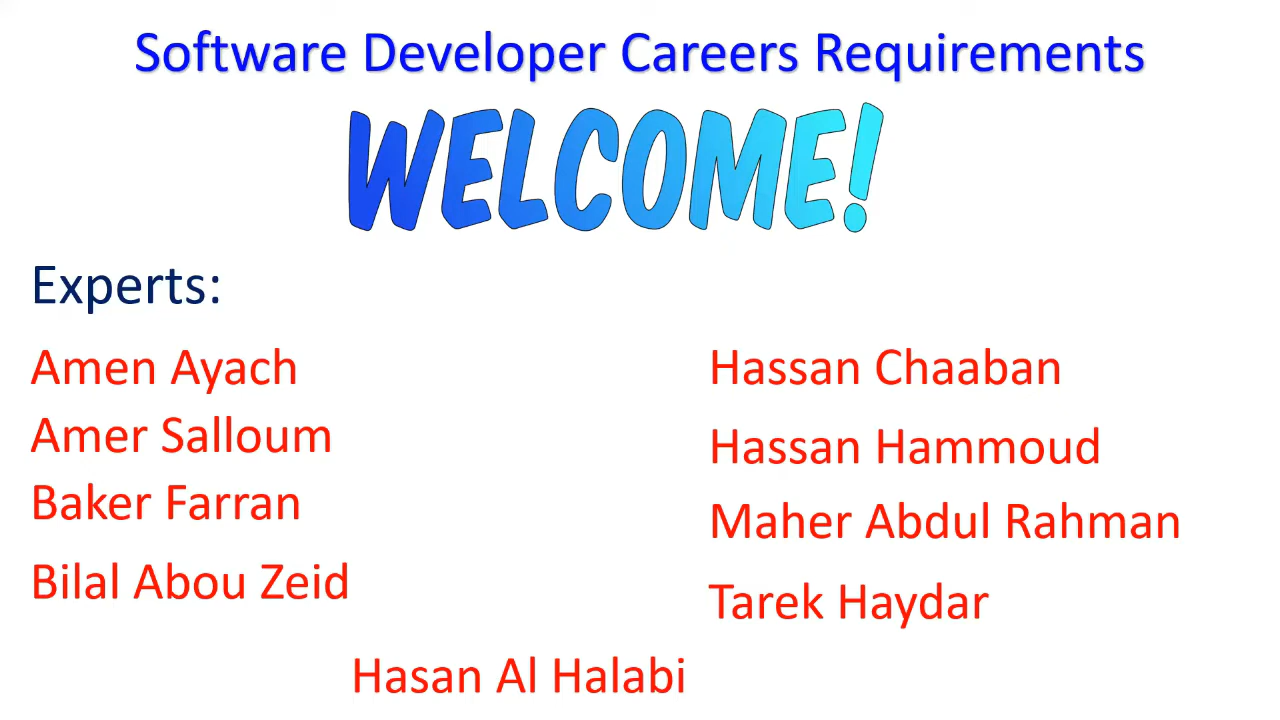 Software Developer Careers Requirements
WELCOME!
Experts:
Amen Ayach
Amer Salloum
Baker Farran
Bilal Abou Zeid
Hassan Chaaban
Hassan Hammoud
Maher Abdul Rahman
Tarek Haydar
Hasan Al Halabi